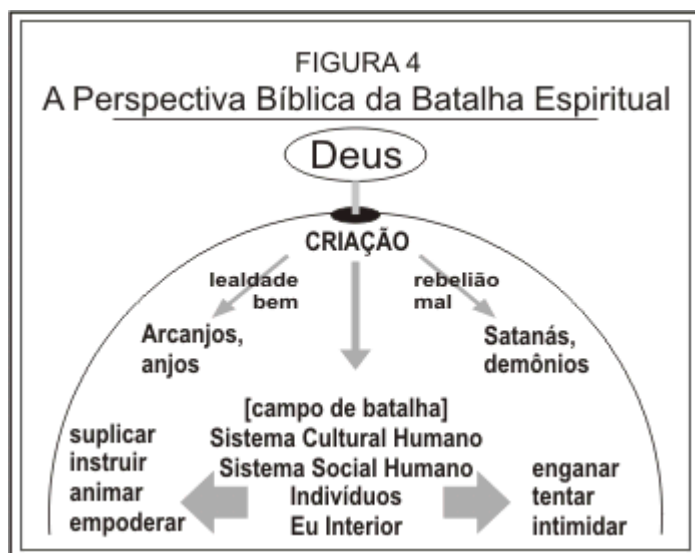 FIGURA 4
A Perspectiva Bíblica da Batalha Espiritual
Deus
CRIAÇÃO
lealdade
bem
rebelião
mal
Arcanjos,
anjos
Satanás,
demônios
[campo de batalha]
Sistema Cultural Humano
Sistema Social Humano
Indivíduos
Eu Interior
suplicar
instruir
animar
empoderar
enganar
tentar
intimidar